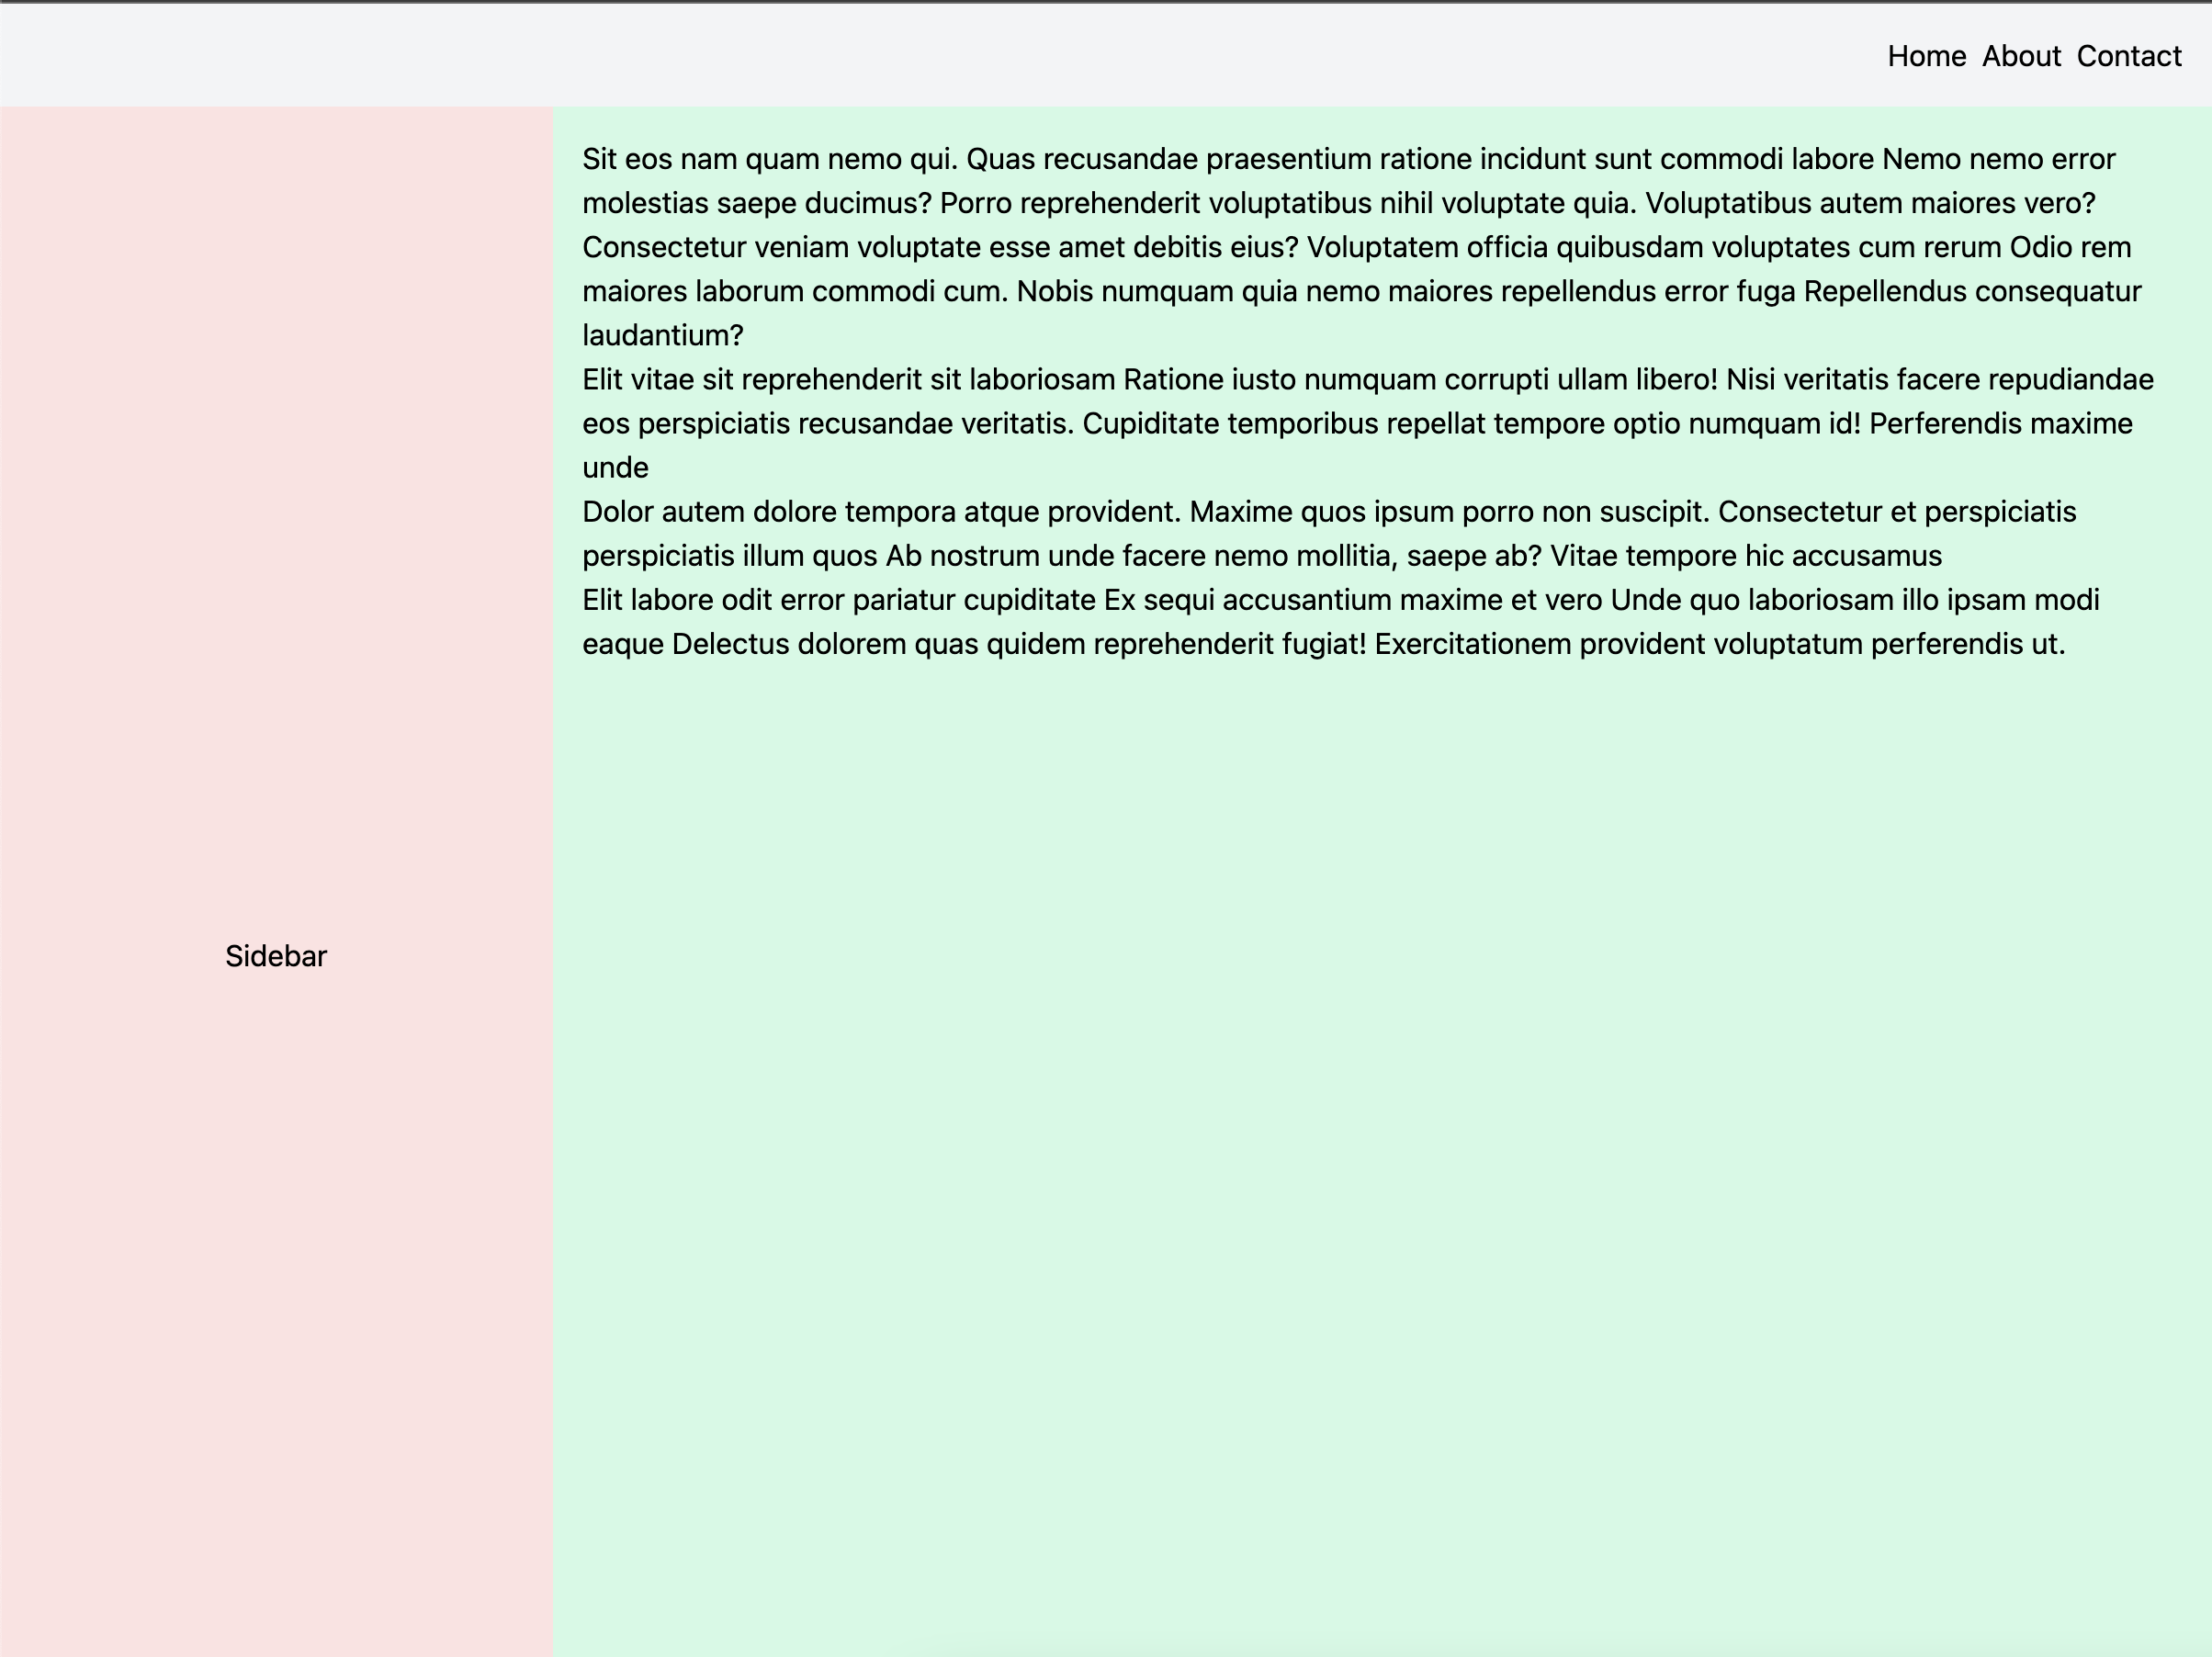 Home About Contact
Sit eos nam quam nemo qui. Quas recusandae praesentium ratione incidunt sunt commodi labore Nemo nemo error
molestias saepe ducimus? Porro reprehenderit voluptatibus nihil voluptate quia. Voluptatibus autem maiores vero?
Consectetur veniam voluptate esse amet debitis eius? Voluptatem officia quibusdam voluptates cum rerum Odio rem
maiores laborum commodi cum. Nobis numquam quia nemo maiores repellendus error fuga Repellendus consequatur
laudantium?
Elit vitae sit reprehenderit sit laboriosam Ratione iusto numquam corrupti ullam libero! Nisi veritatis facere repudiandae
eos perspiciatis recusandae veritatis. Cupiditate temporibus repellat tempore optio numquam id! Perferendis maxime
unde
Dolor autem dolore tempora atque provident. Maxime quos ipsum porro non suscipit. Consectetur et perspiciatis
perspiciatis illum quos Ab nostrum unde facere nemo mollitia, saepe ab? Vitae tempore hic accusamus
Elit labore odit error pariatur cupiditate Ex sequi accusantium maxime et vero Unde quo laboriosam illo ipsam modi
eaque Delectus dolorem quas quidem reprehenderit fugiat! Exercitationem provident voluptatum perferendis ut.
Sidebar